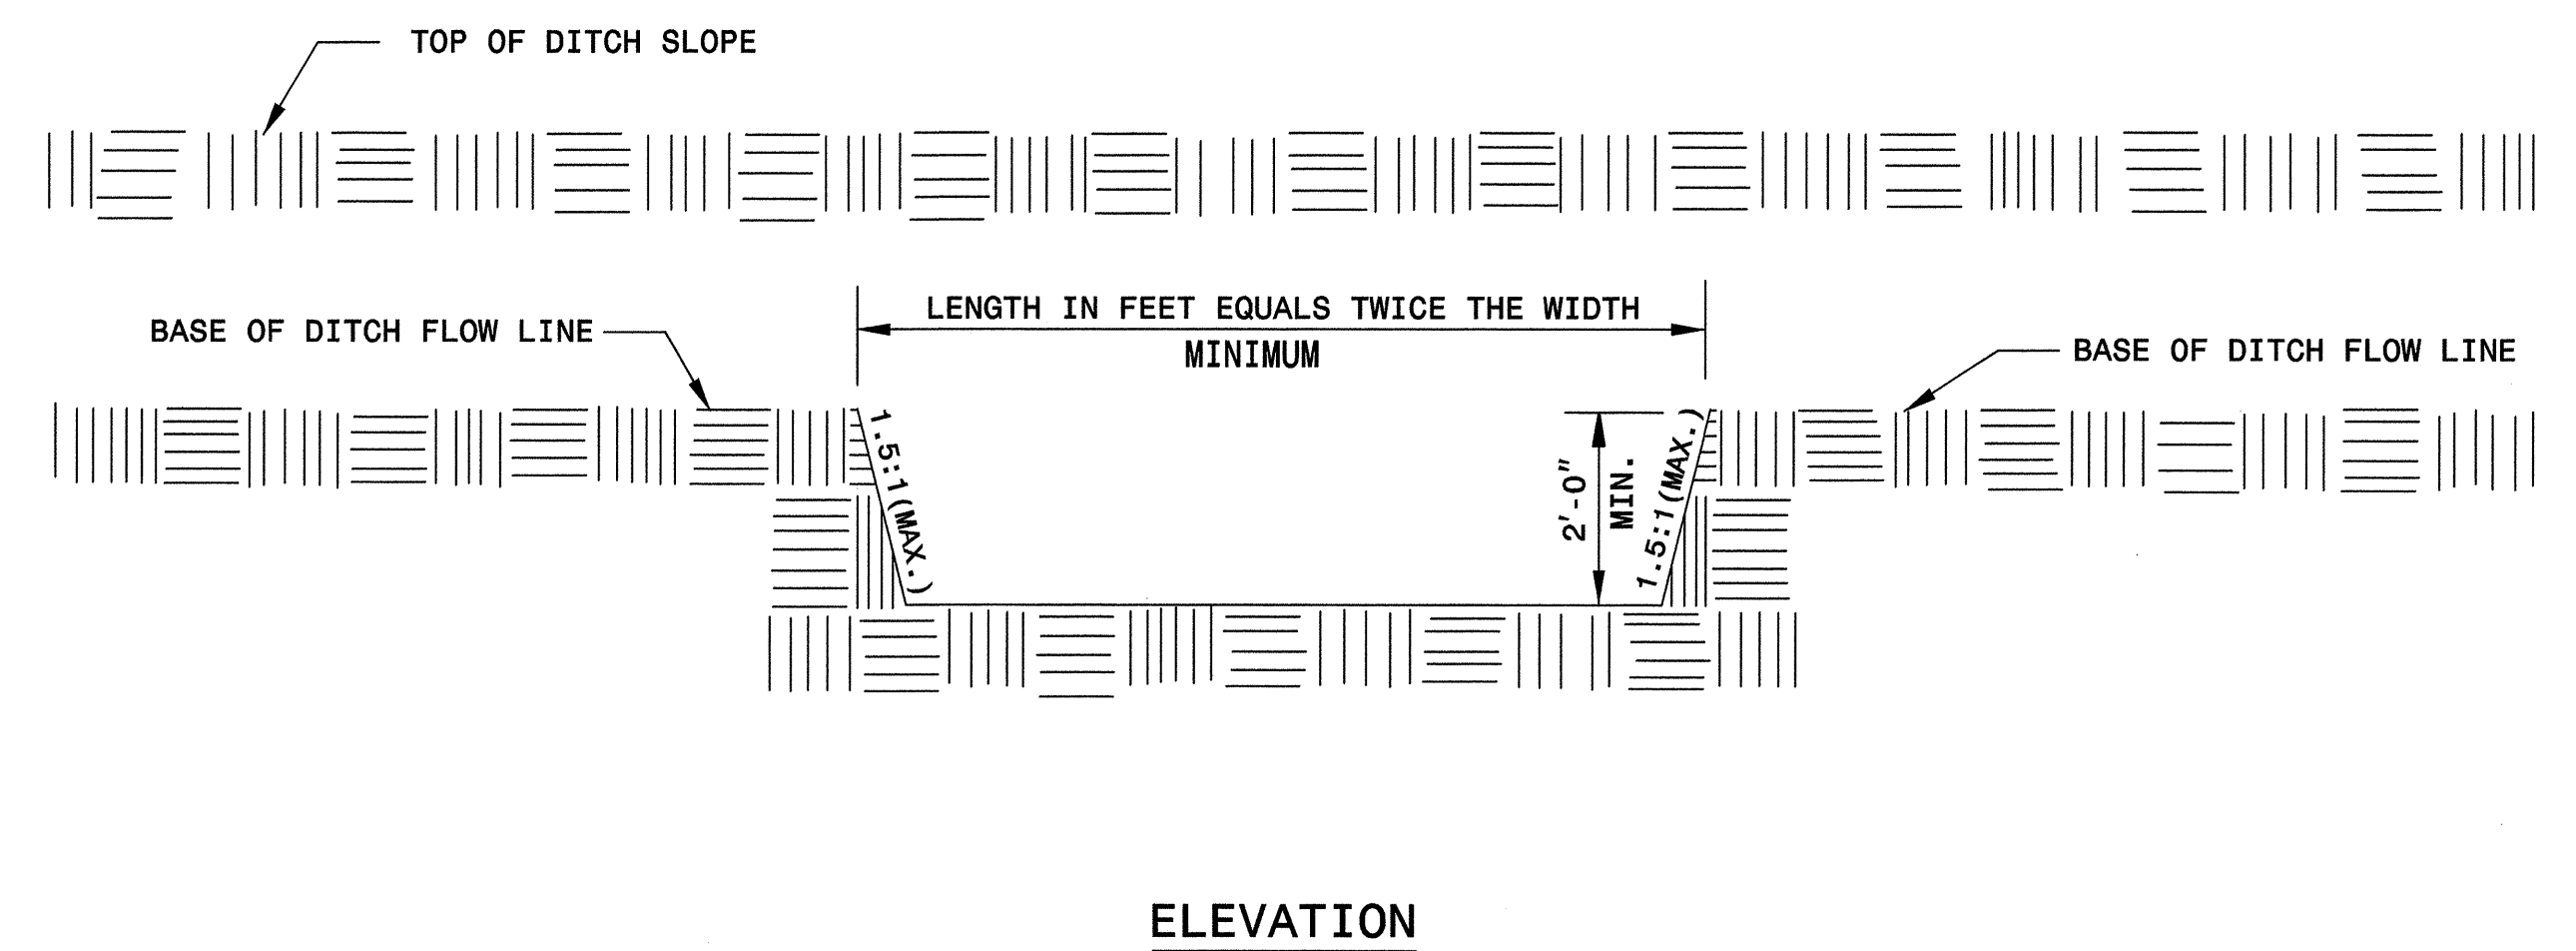 TOP OF DITCH SLOPE
LENGTH IN FEET EQUALS TWICE THE WIDTH
MINIMUM
BASE OF DITCH FLOW LINE
BASE OF DITCH FLOW LINE
1.5:1(MAX.)
2'-0"
MIN.
1.5:1(MAX.)
ELEVATION